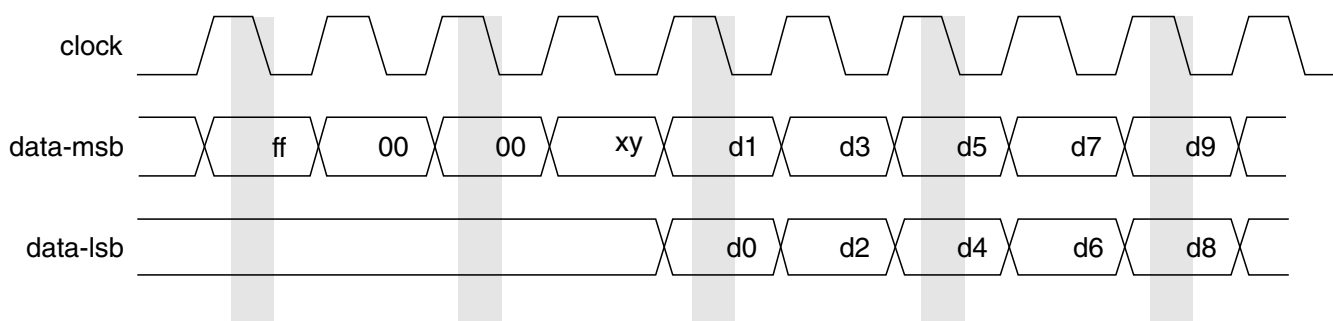 clock
data-msb ff 00 00 xy d1 d3 d5 d7 d9
data-lsb d0 d2 d4 d6 d8